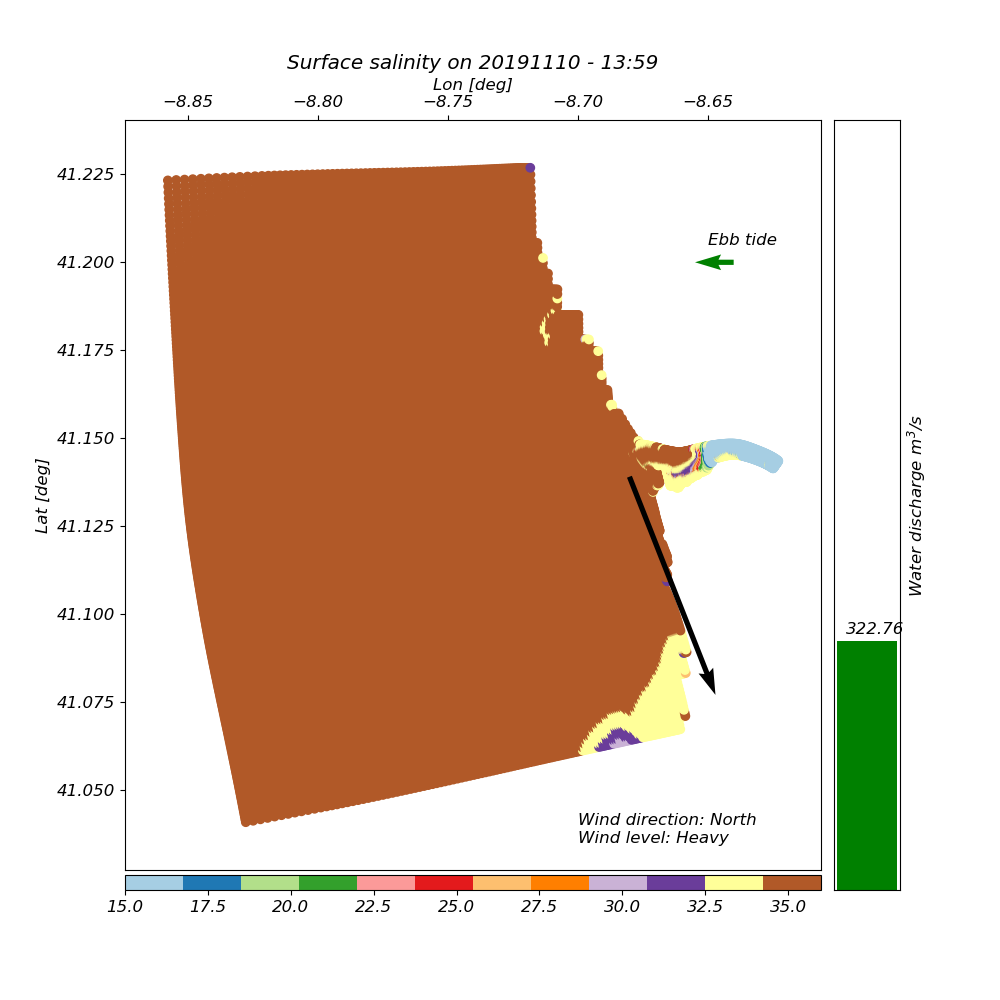 Surface salinity on 20191110 - 13:59
Lon [deg]
−8.85 −8.80 −8.75 −8.70 −8.65
41.225
41.200
41.175
41.150
41.125
41.100
41.075
41.050
Lat [deg]
Ebb tide
Wind direction: North
Wind level: Heavy
322.76
Water discharge m³/s
15.0 17.5 20.0 22.5 25.0 27.5 30.0 32.5 35.0